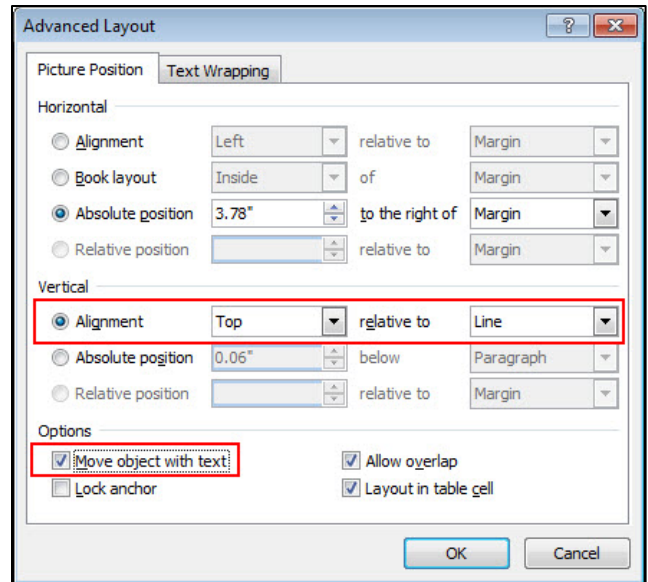 Advanced Layout
Picture Position Text Wrapping
Horizontal
Alignment Left relative to Margin
Book layout Inside of Margin
Absolute position 3.78" to the right of Margin
Relative position relative to Margin
Vertical
Alignment Top relative to Line
Absolute position 0.06" below Paragraph
Relative position relative to Margin
Options
Move object with text Allow overlap
Lock anchor Layout in table cell
OK Cancel